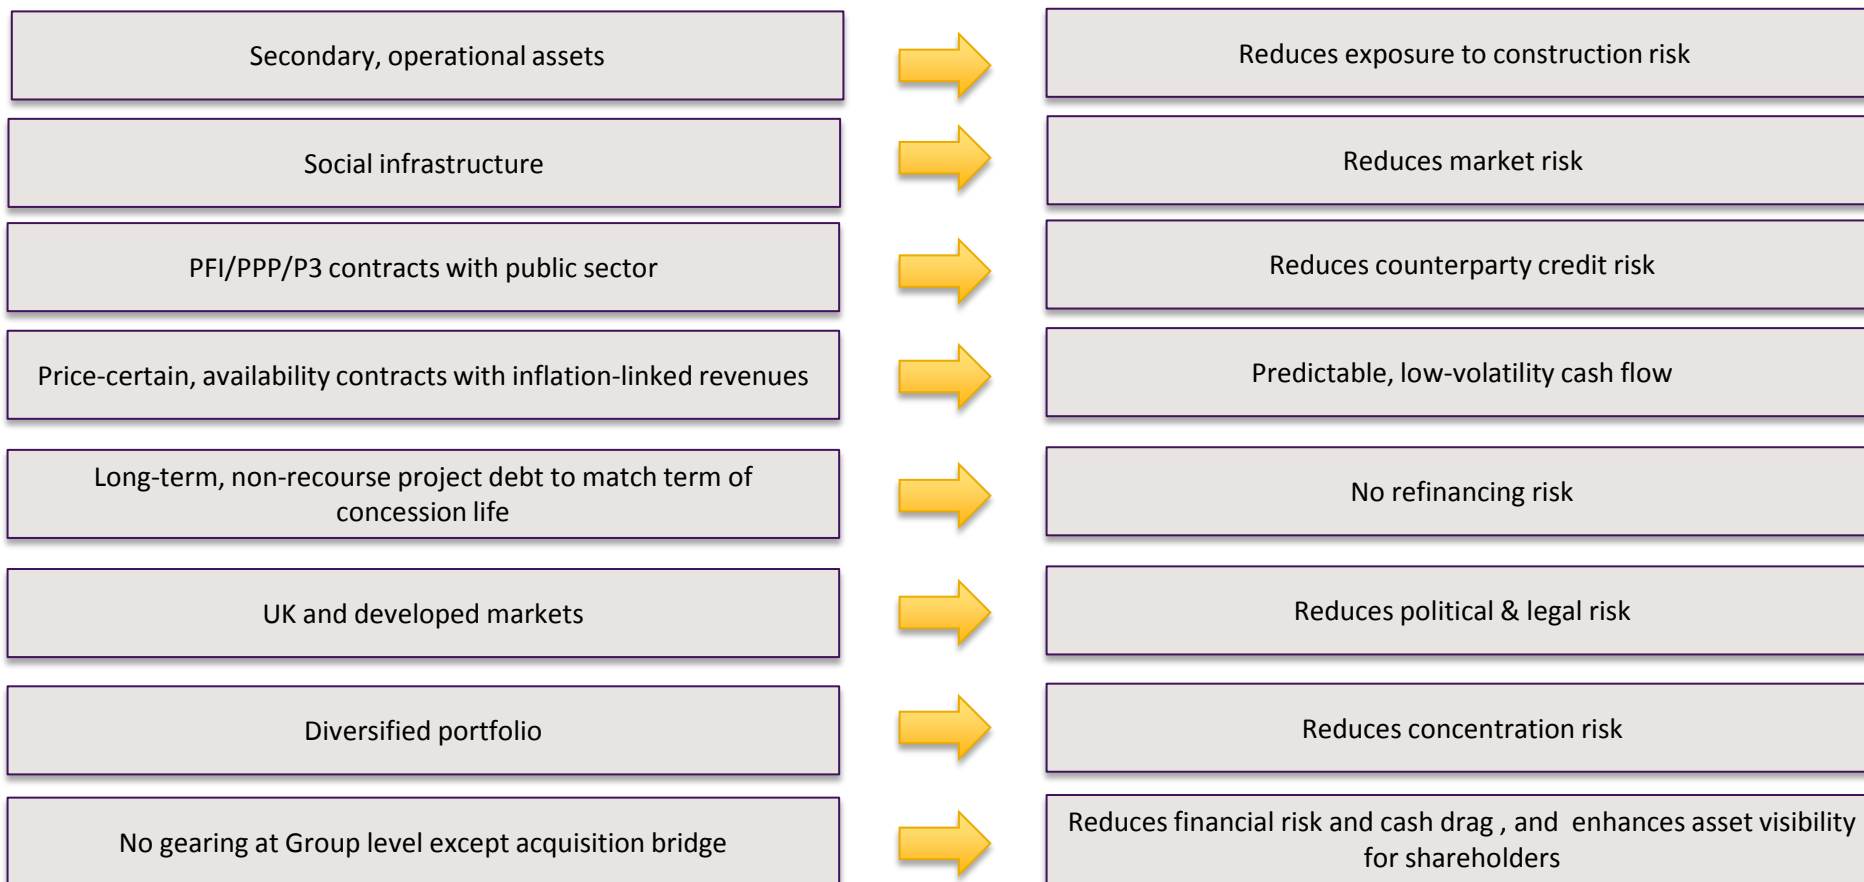 Secondary, operational assets
Reduces exposure to construction risk
Social infrastructure
Reduces market risk
PFI/PPP/P3 contracts with public sector
Reduces counterparty credit risk
Price-certain, availability contracts with inflation-linked revenues
Predictable, low-volatility cash flow
Long-term, non-recourse project debt to match term of
concession life
No refinancing risk
UK and developed markets
Reduces political & legal risk
Diversified portfolio
Reduces concentration risk
No gearing at Group level except acquisition bridge
Reduces financial risk and cash drag , and  enhances asset visibility
for shareholders